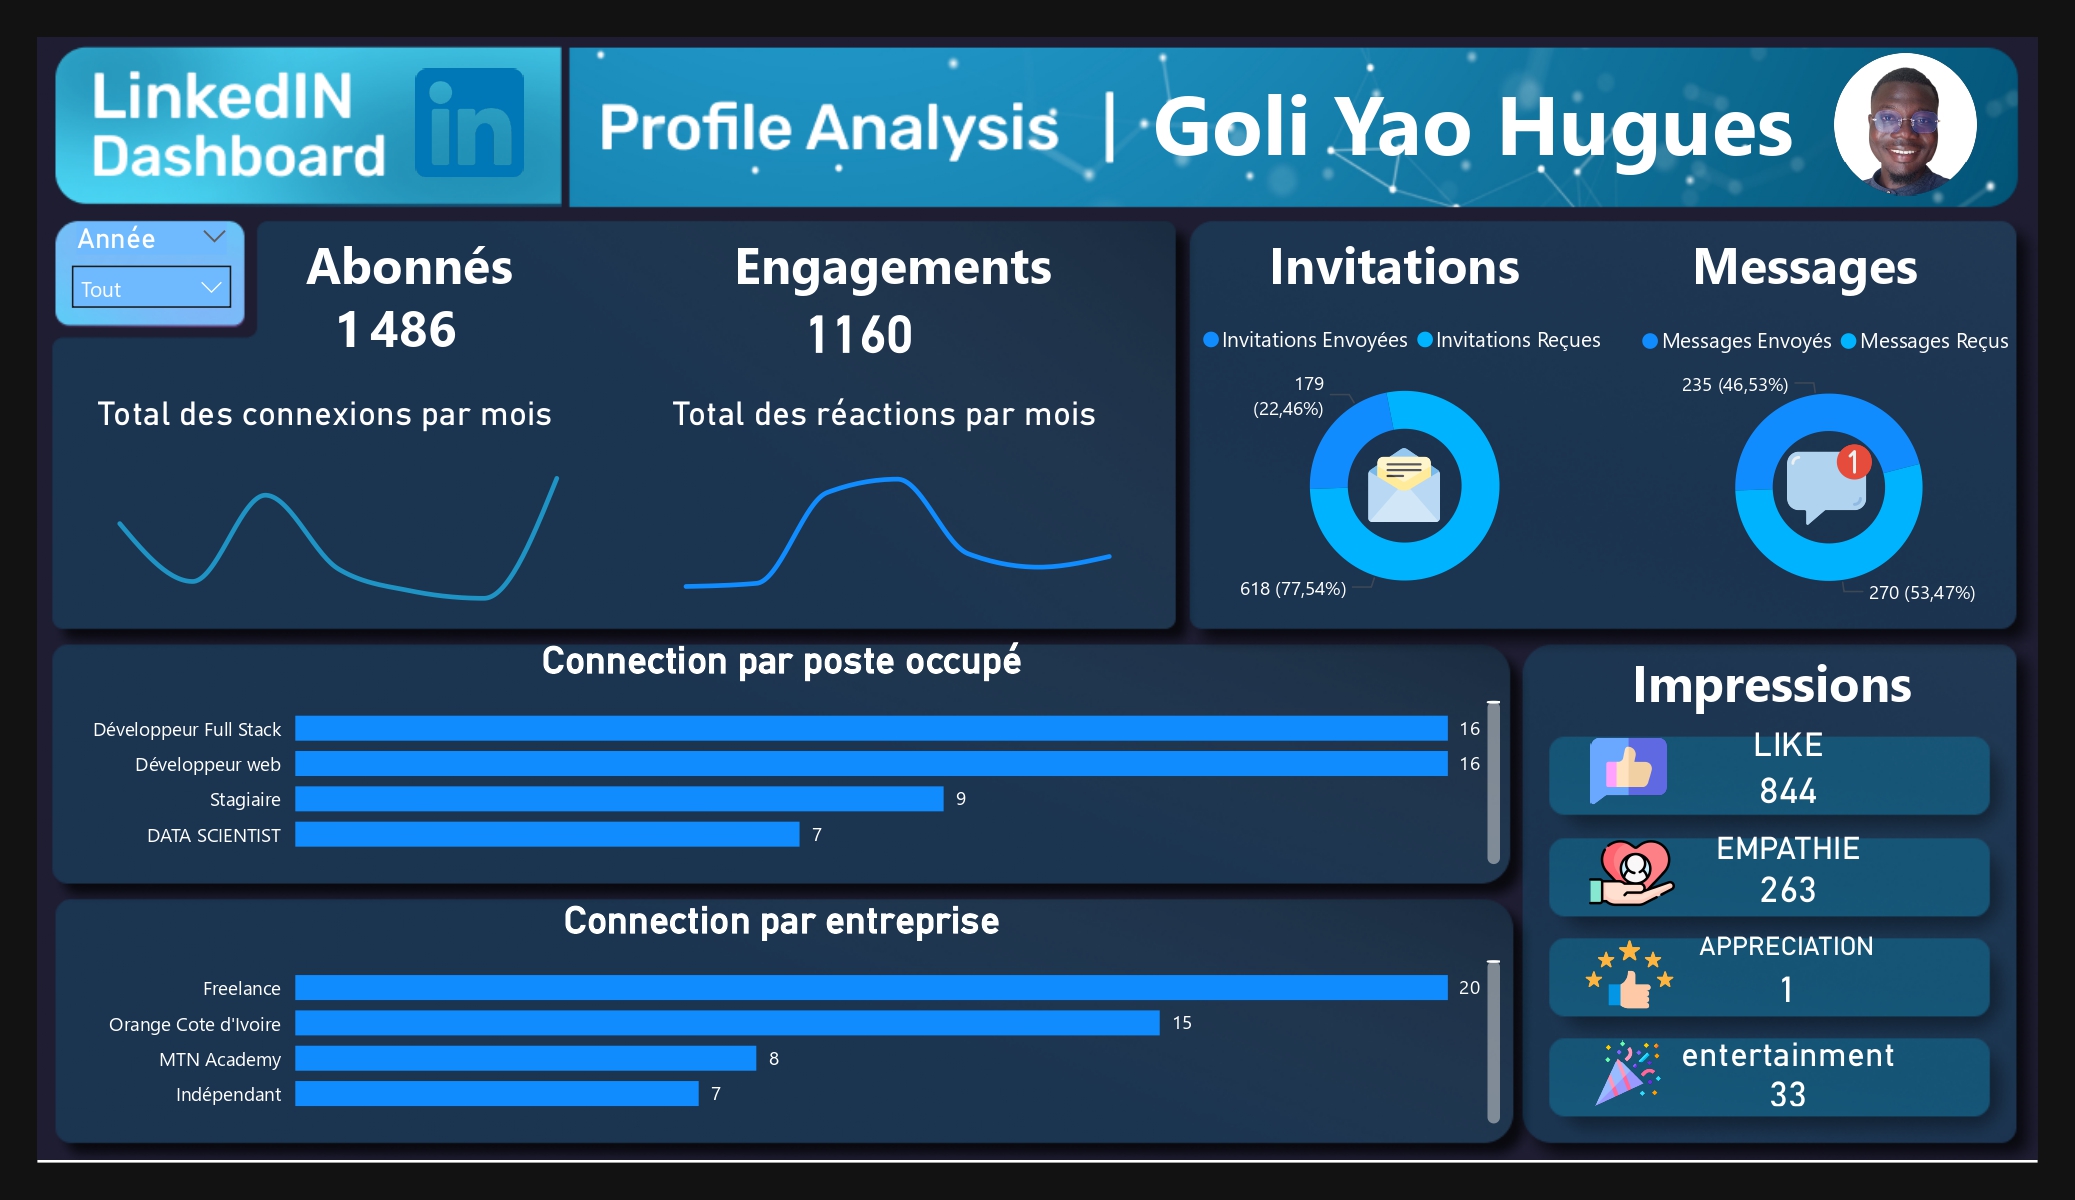 LinkedIN
Dashboard
in
Profile Analysis | Goli Yao Hugues
Année
Tout
Abonnés
1 486
Engagements
1160
Total des connexions par mois
Total des réactions par mois
Invitations
Invitations Envoyées Invitations Reçues
179
(22,46%)
618 (77,54%)
Messages
Messages Envoyés Messages Reçus
235 (46,53%)
1
270 (53,47%)
Connection par poste occupé
Développeur Full Stack 16
Développeur web 16
Stagiaire 9
DATA SCIENTIST 7
Connection par entreprise
Freelance 20
Orange Cote d'Ivoire 15
MTN Academy 8
Indépendant 7
Impressions
LIKE
844
EMPATHIE
263
APPRECIATION
1
entertainment
33